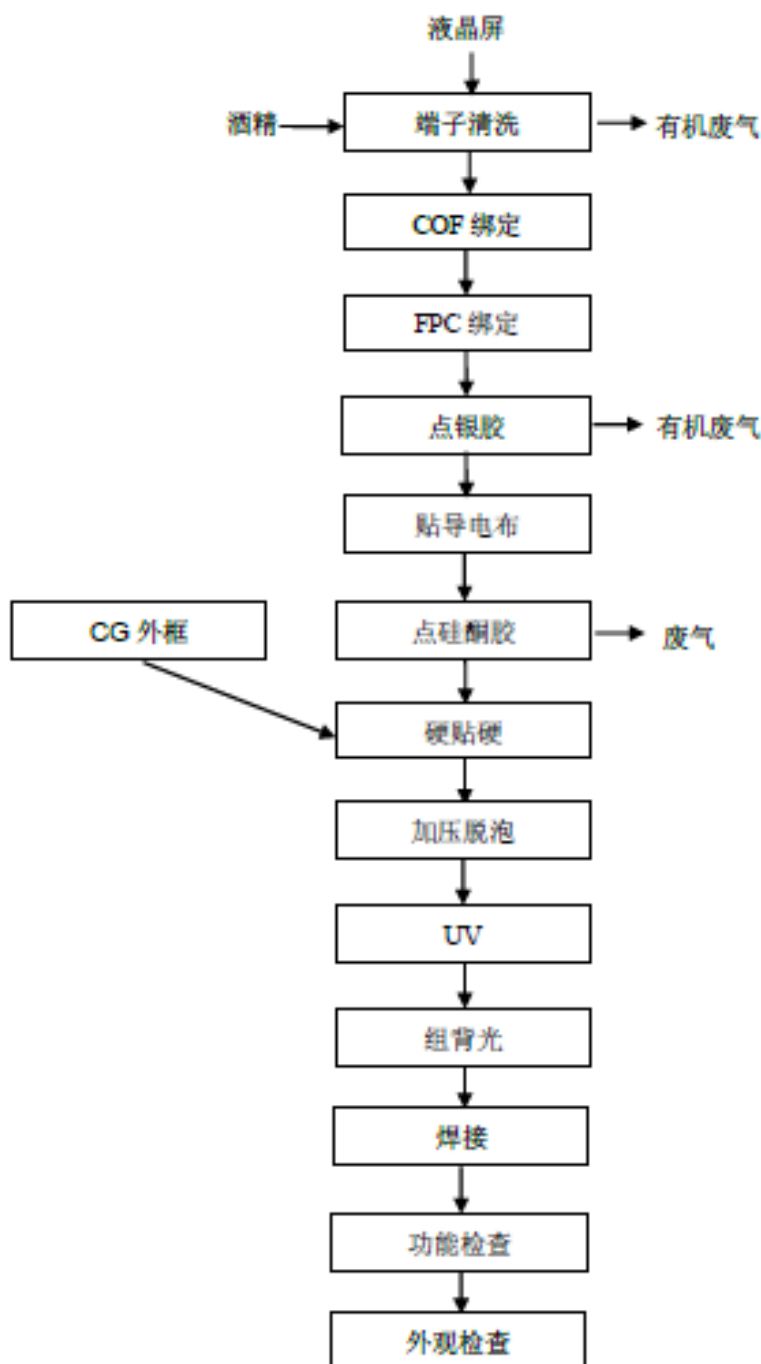 液晶屏
酒精
端子清洗
有机废气
COF 绑定
FPC 绑定
点银胶
有机废气
贴导电布
CG 外框
点硅酮胶
废气
硬贴硬
加压脱泡
UV
组背光
焊接
功能检查
外观检查